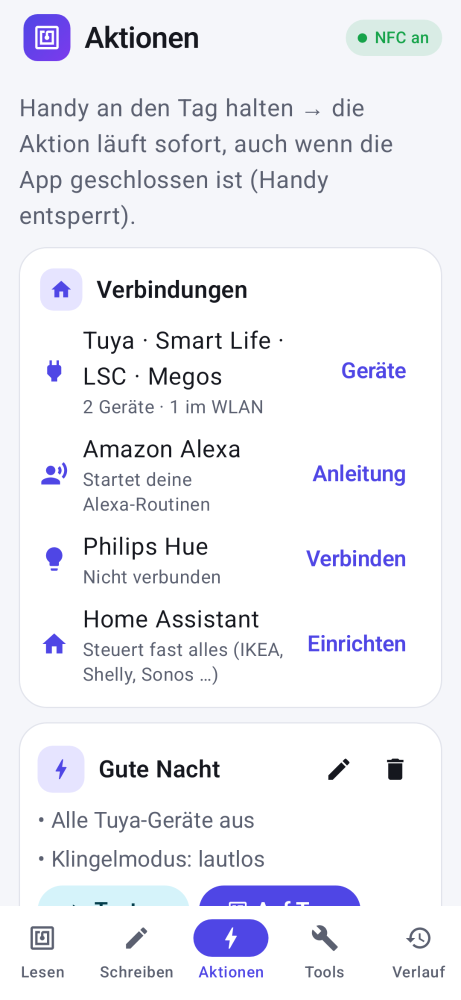 Aktionen
NFC an
Handy an den Tag halten → die
Aktion läuft sofort, auch wenn die
App geschlossen ist (Handy
entsperrt).
Verbindungen
Tuya · Smart Life ·
LSC · Megos
2 Geräte · 1 im WLAN
Geräte
Amazon Alexa
Startet deine
Alexa-Routinen
Anleitung
Philips Hue
Nicht verbunden
Verbinden
Home Assistant
Steuert fast alles (IKEA,
Shelly, Sonos …)
Einrichten
Gute Nacht
• Alle Tuya-Geräte aus
• Klingelmodus: lautlos
Lesen
Schreiben
Aktionen
Tools
Verlauf